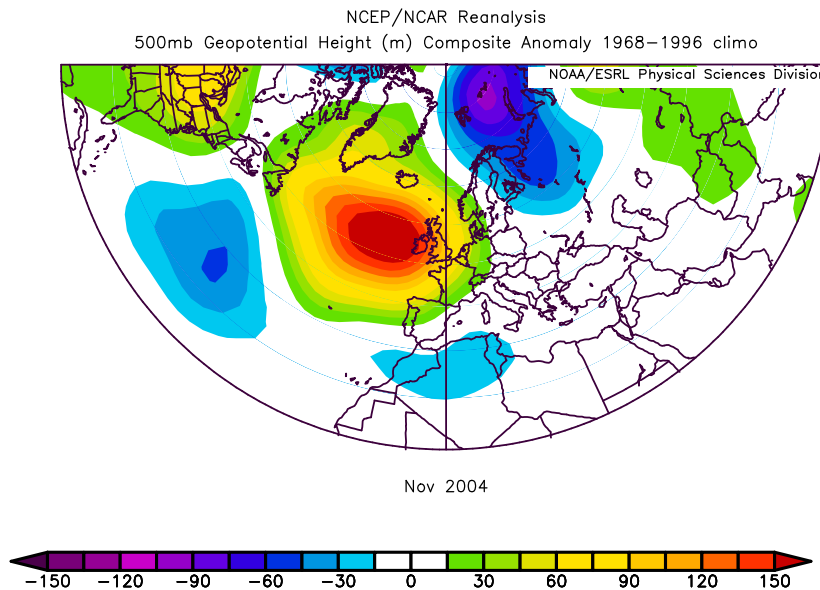 NCEP/NCAR Reanalysis
500mb Geopotential Height (m) Composite Anomaly 1968−1996 climo
NOAA/ESRL Physical Sciences Division
Nov 2004
−150 −120 −90 −60 −30 0 30 60 90 120 150